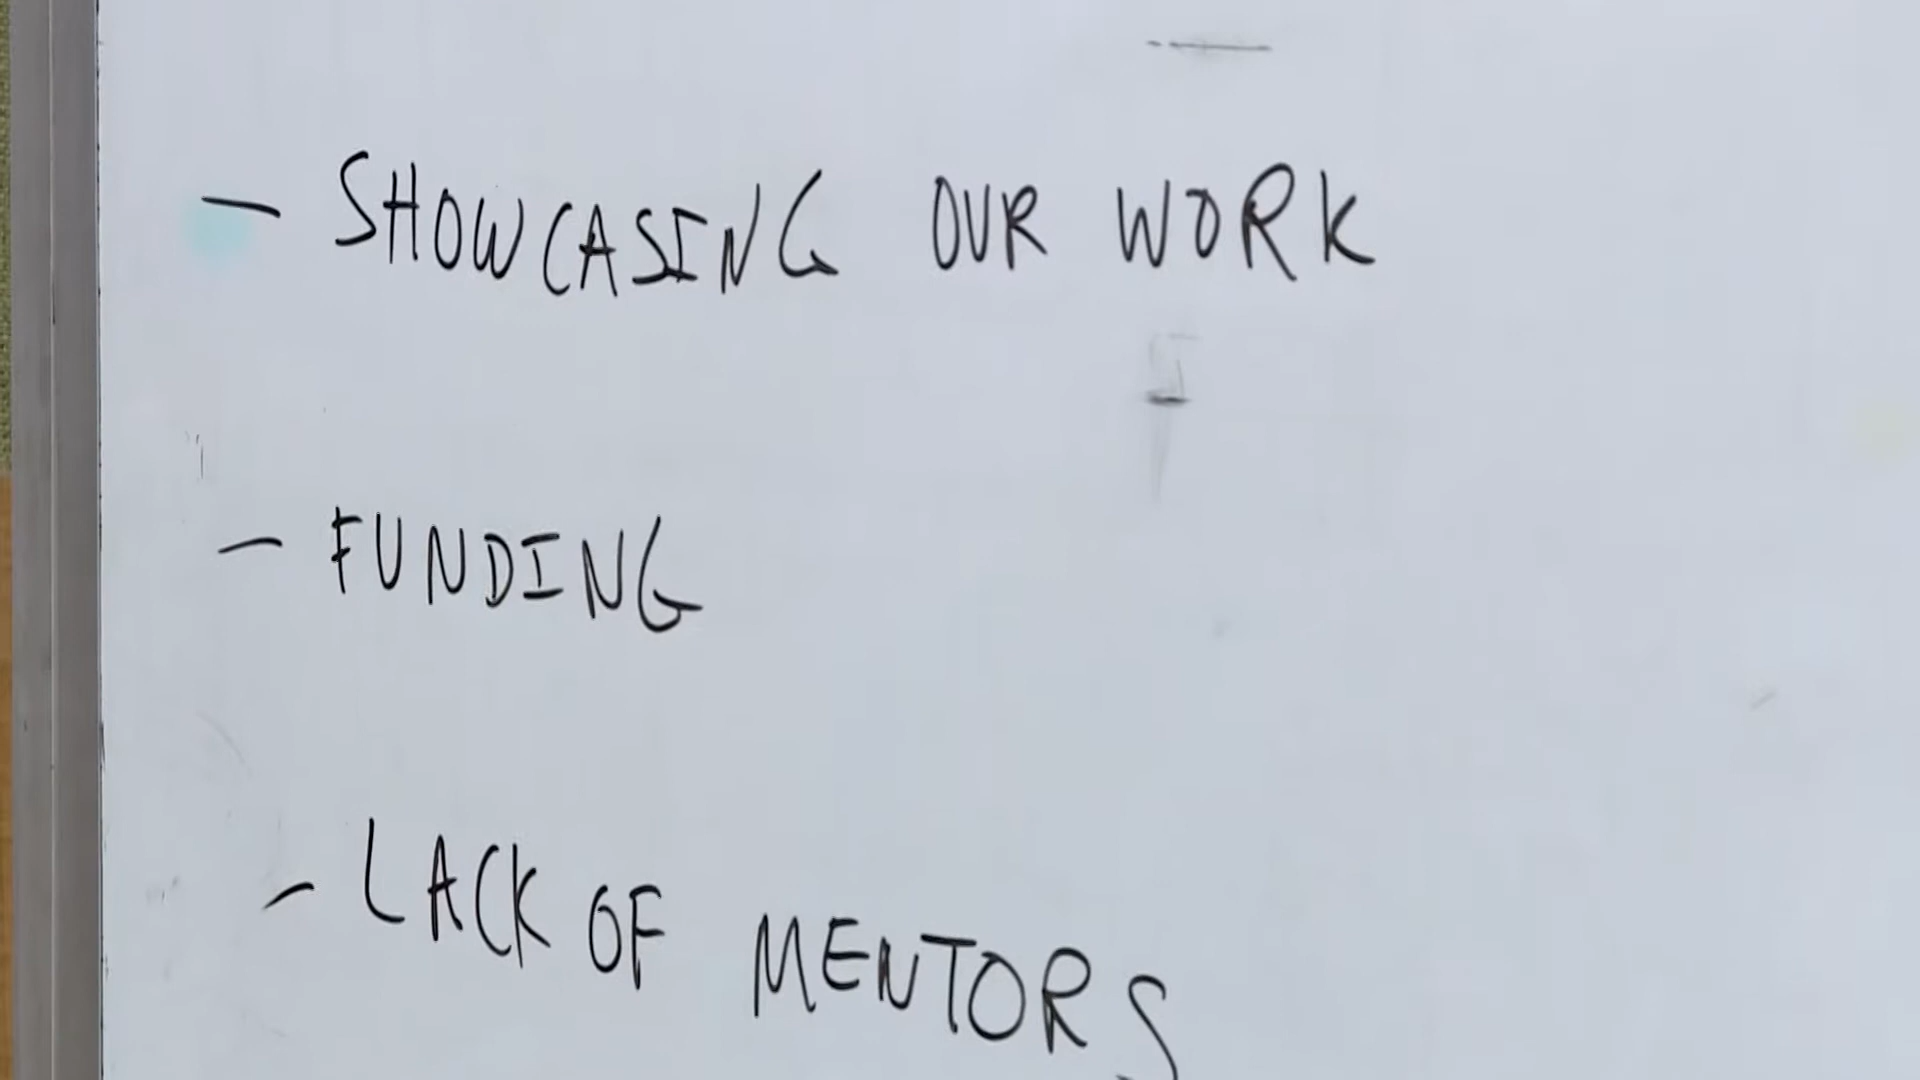 - SHOWCASING OUR WORK
- FUNDING
- LACK OF MENTORS